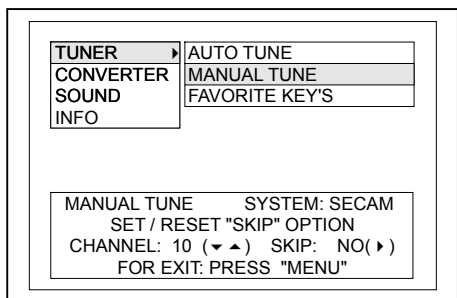 TUNER ▸ AUTO TUNE
CONVERTER MANUAL TUNE
SOUND FAVORITE KEY'S
INFO
MANUAL TUNE SYSTEM: SECAM
SET / RESET "SKIP" OPTION
CHANNEL: 10 (▾ ▴) SKIP: NO(▸)
FOR EXIT: PRESS "MENU"